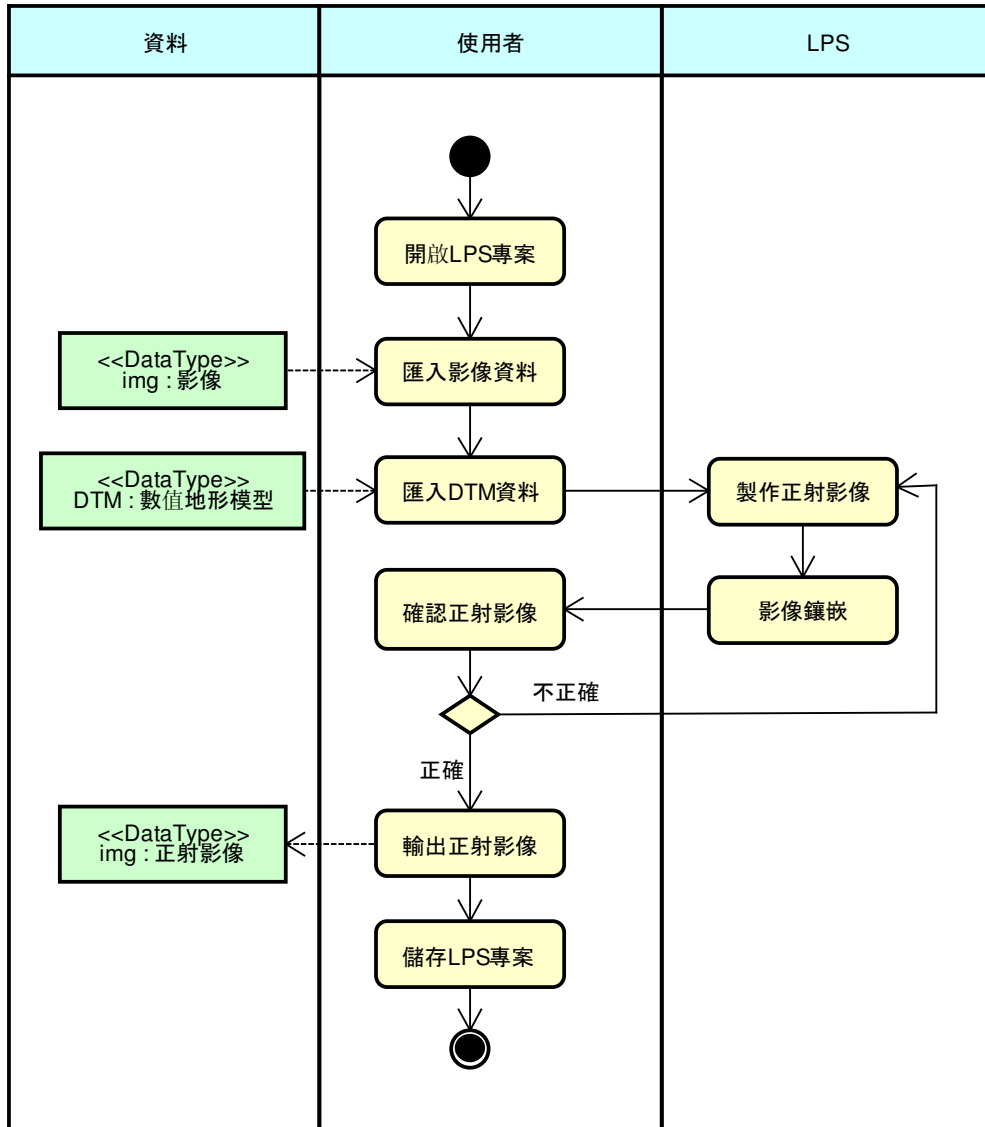 資料
使用者
LPS
開啟LPS專案
<<DataType>>
img : 影像
匯入影像資料
<<DataType>>
DTM : 數值地形模型
匯入DTM資料
製作正射影像
確認正射影像
影像鑲嵌
不正確
正確
<<DataType>>
img : 正射影像
輸出正射影像
儲存LPS專案